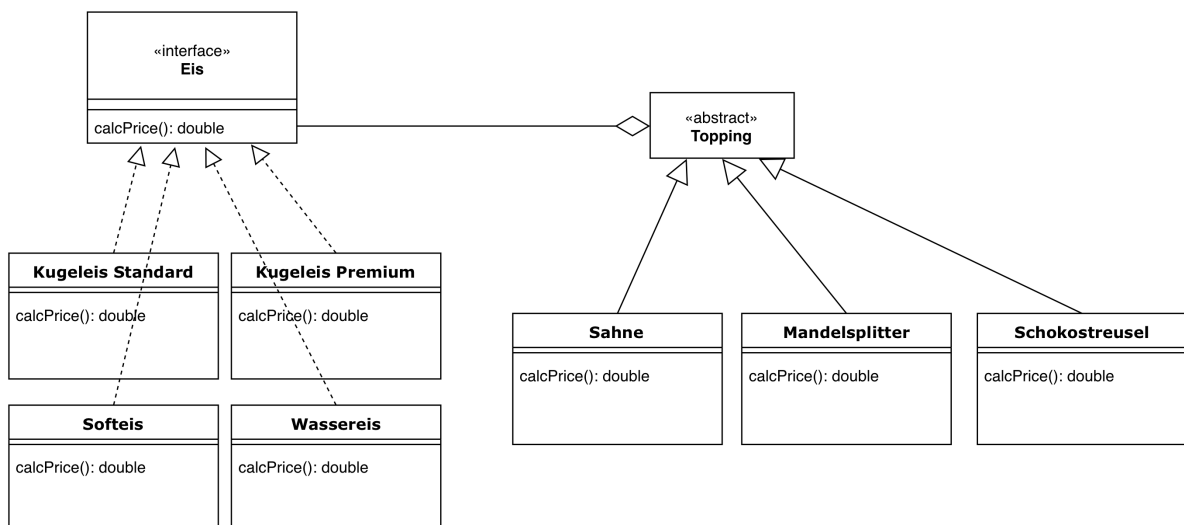 «interface»
Eis
calcPrice(): double
«abstract»
Topping
Kugeleis Standard
calcPrice(): double
Kugeleis Premium
calcPrice(): double
Softeis
calcPrice(): double
Wassereis
calcPrice(): double
Sahne
calcPrice(): double
Mandelsplitter
calcPrice(): double
Schokostreusel
calcPrice(): double